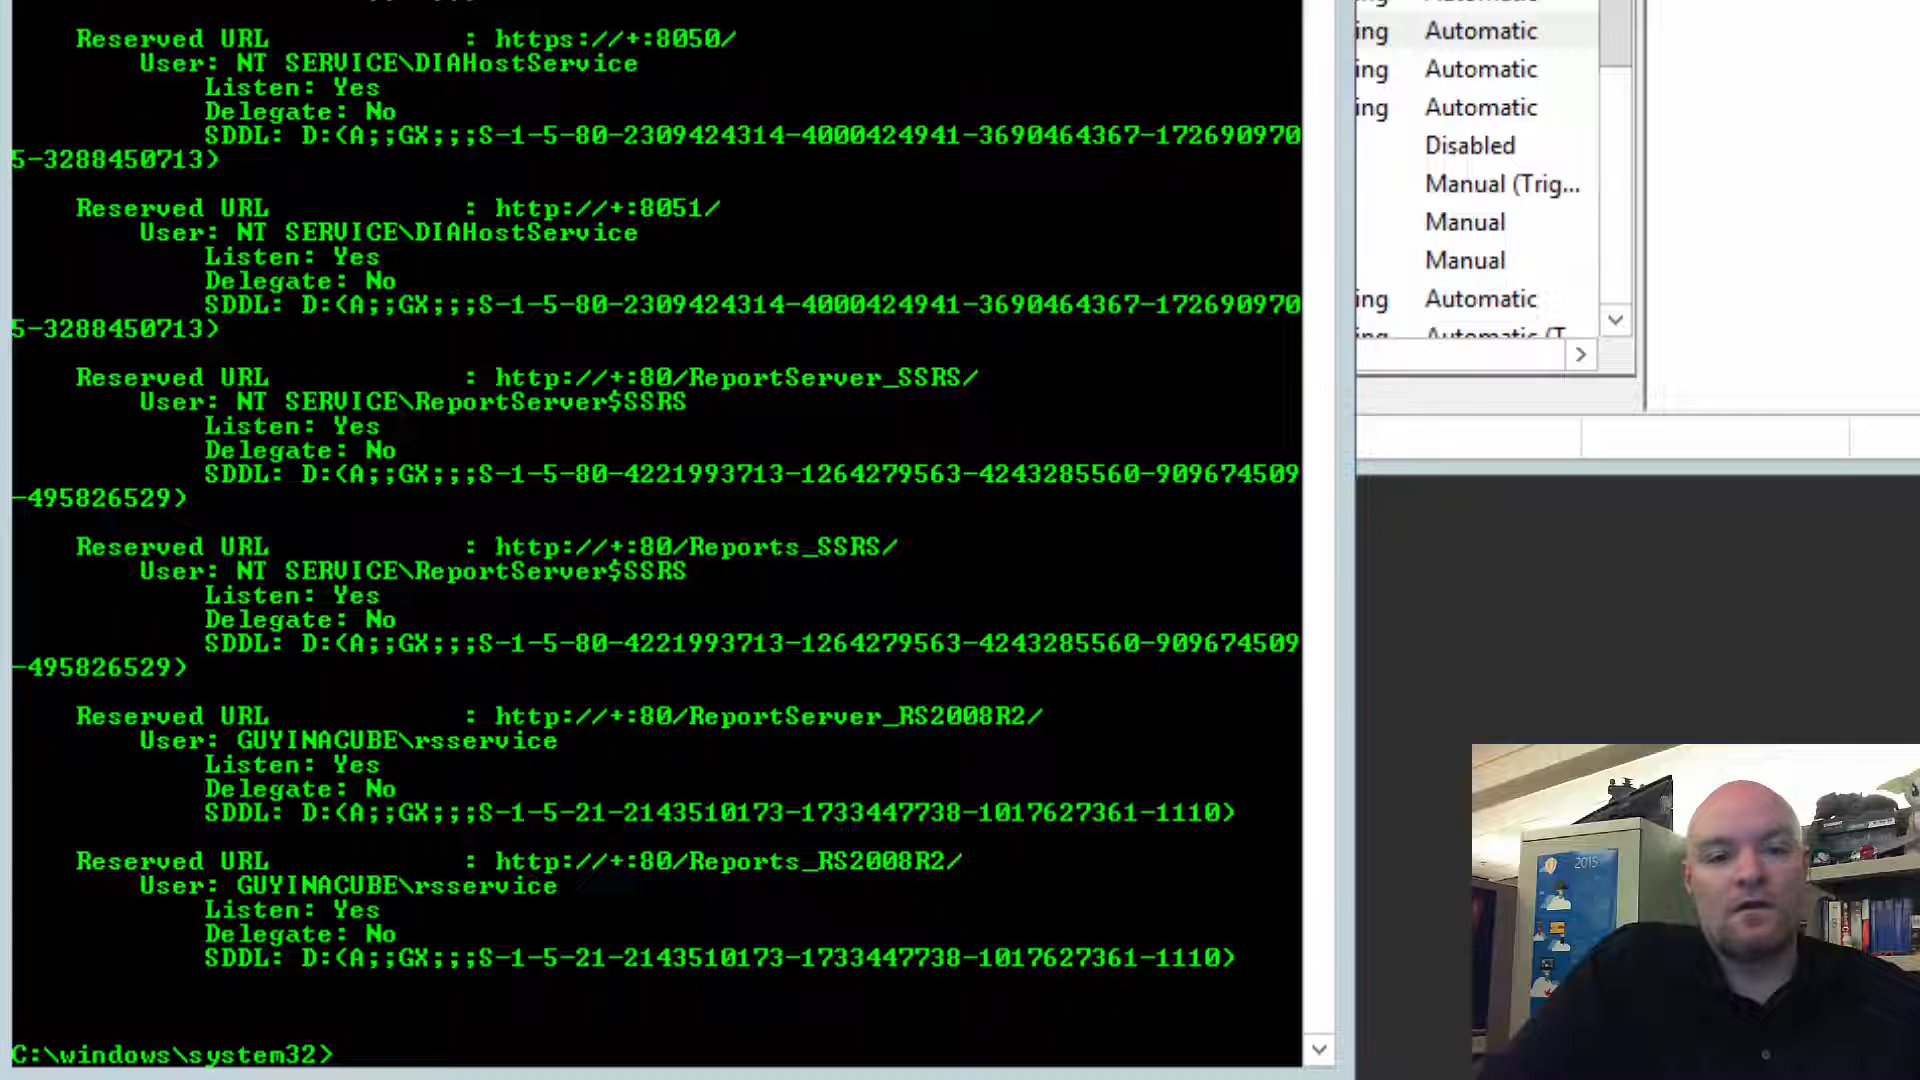 Reserved URL : https://+:8050/
User: NT SERVICE\DIAHostService
Listen: Yes
Delegate: No
SDDL: D:(A;;GX;;;S-1-5-80-2309424314-4000424941-3690464367-172690970
5-3288450713)
Reserved URL : http://+:8051/
User: NT SERVICE\DIAHostService
Listen: Yes
Delegate: No
SDDL: D:(A;;GX;;;S-1-5-80-2309424314-4000424941-3690464367-172690970
5-3288450713)
Reserved URL : http://+:80/ReportServer_SSRS/
User: NT SERVICE\ReportServer$SSRS
Listen: Yes
Delegate: No
SDDL: D:(A;;GX;;;S-1-5-80-4221993713-1264279563-4243285560-909674509
-495826529)
Reserved URL : http://+:80/Reports_SSRS/
User: NT SERVICE\ReportServer$SSRS
Listen: Yes
Delegate: No
SDDL: D:(A;;GX;;;S-1-5-80-4221993713-1264279563-4243285560-909674509
-495826529)
Reserved URL : http://+:80/ReportServer_RS2008R2/
User: GUYINACUBE\rsservice
Listen: Yes
Delegate: No
SDDL: D:(A;;GX;;;S-1-5-21-2143510173-1733447738-1017627361-1110)
Reserved URL : http://+:80/Reports_RS2008R2/
User: GUYINACUBE\rsservice
Listen: Yes
Delegate: No
SDDL: D:(A;;GX;;;S-1-5-21-2143510173-1733447738-1017627361-1110)
C:\windows\system32>
ing Automatic
ing Automatic
ing Automatic
Disabled
Manual (Trig...
Manual
Manual
ing Automatic
ing Automatic (T
2015